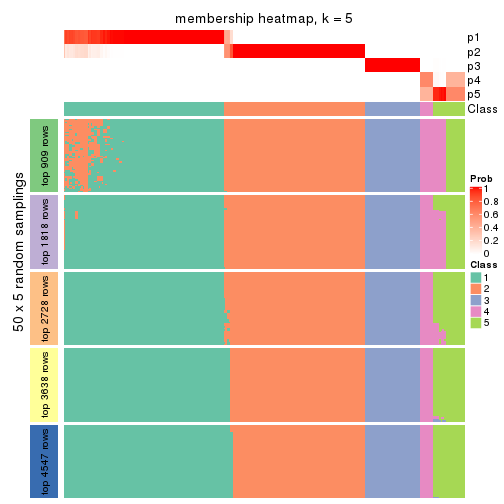 membership heatmap, k = 5
p1
p2
p3
p4
p5
Class
50 x 5 random samplings
top 909 rows
top 1818 rows
top 2728 rows
top 3638 rows
top 4547 rows
Prob
1
0.8
0.6
0.4
0.2
0
Class
1
2
3
4
5